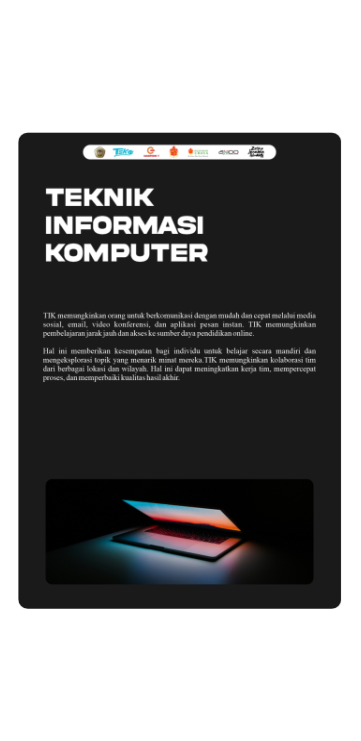 TEKNIK
INFORMASI
KOMPUTER
TIK memungkinkan orang untuk berkomunikasi dengan mudah dan cepat melalui media
sosial, email, video konferensi, dan aplikasi pesan instan. TIK memungkinkan
pembelajaran jarak jauh dan akses ke sumber daya pendidikan online.
Hal ini memberikan kesempatan bagi individu untuk belajar secara mandiri dan
mengeksplorasi topik yang menarik minat mereka.TIK memungkinkan kolaborasi tim
dari berbagai lokasi dan wilayah. Hal ini dapat meningkatkan kerja tim, mempercepat
proses, dan memperbaiki kualitas hasil akhir.